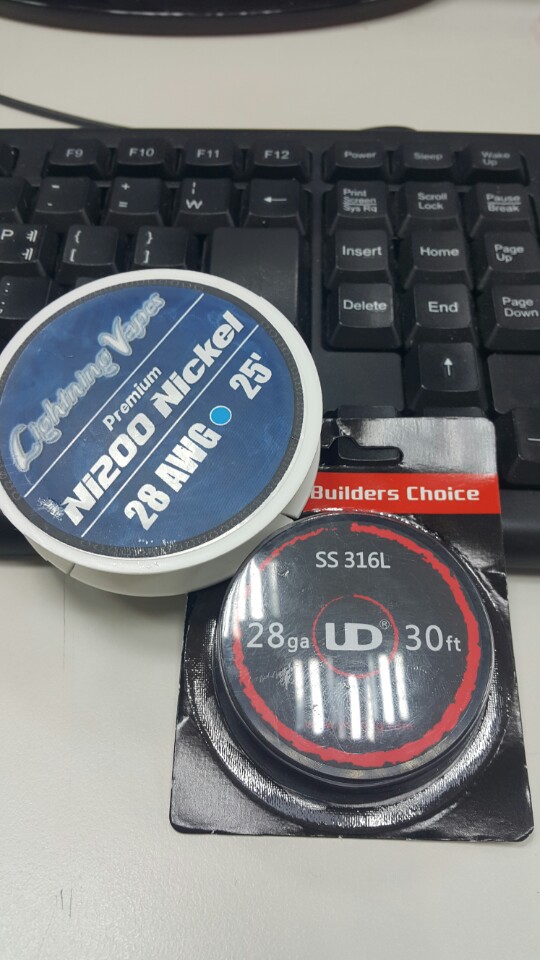 F9 F10 F11 F12 Power Sleep Wake Up
- + = | ₩ ← Print Screen Sys Rq Scroll Lock Pause Break
P ㅖ ㅔ { [ } ] Insert Home Page Up
: ; Delete End Page Down
↑
Lightning Vapes
Premium
Ni200 Nickel
28 AWG 25'
Builders Choice
SS 316L
28ga UD® 30ft